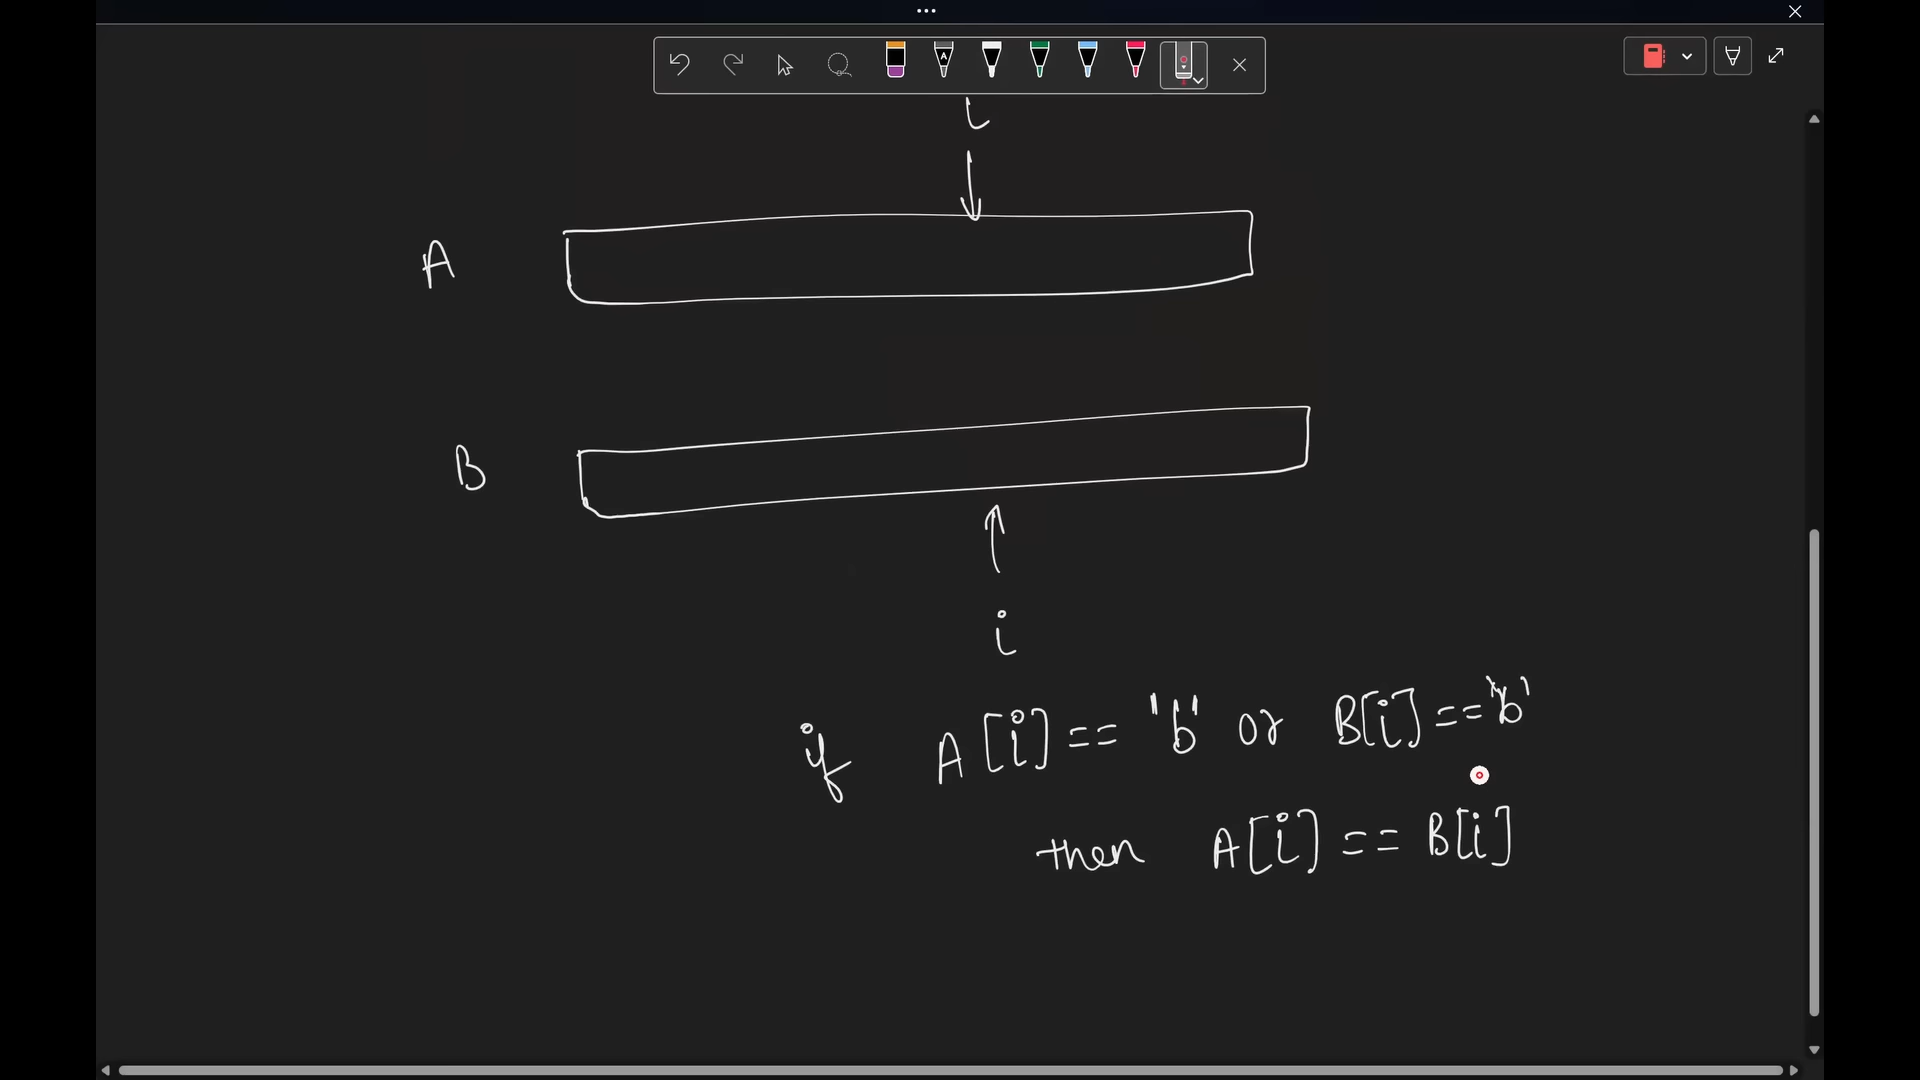 i
A
B
i
if A[i] == 'b' or B[i] == 'b'
then A[i] == B[i]